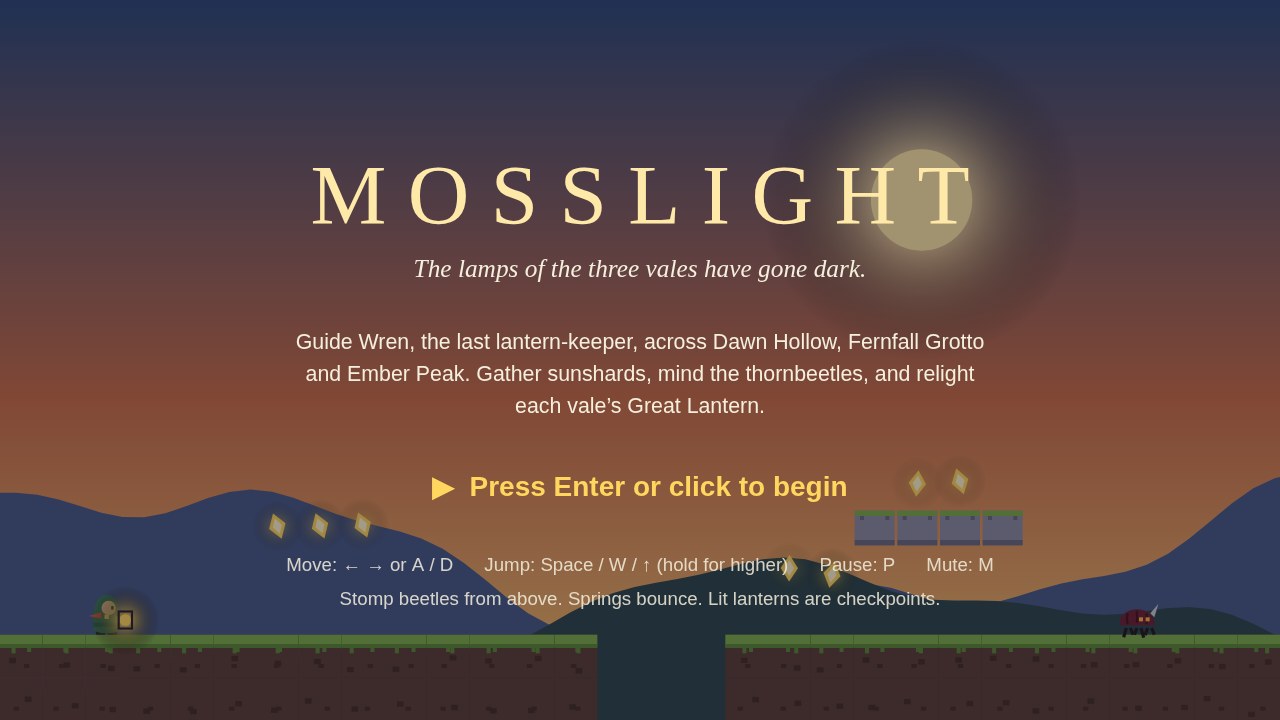 MOSSLIGHT
The lamps of the three vales have gone dark.
Guide Wren, the last lantern-keeper, across Dawn Hollow, Fernfall Grotto
and Ember Peak. Gather sunshards, mind the thornbeetles, and relight
each vale’s Great Lantern.
▶ Press Enter or click to begin
Move: ← → or A / D Jump: Space / W / ↑ (hold for higher) Pause: P Mute: M
Stomp beetles from above. Springs bounce. Lit lanterns are checkpoints.